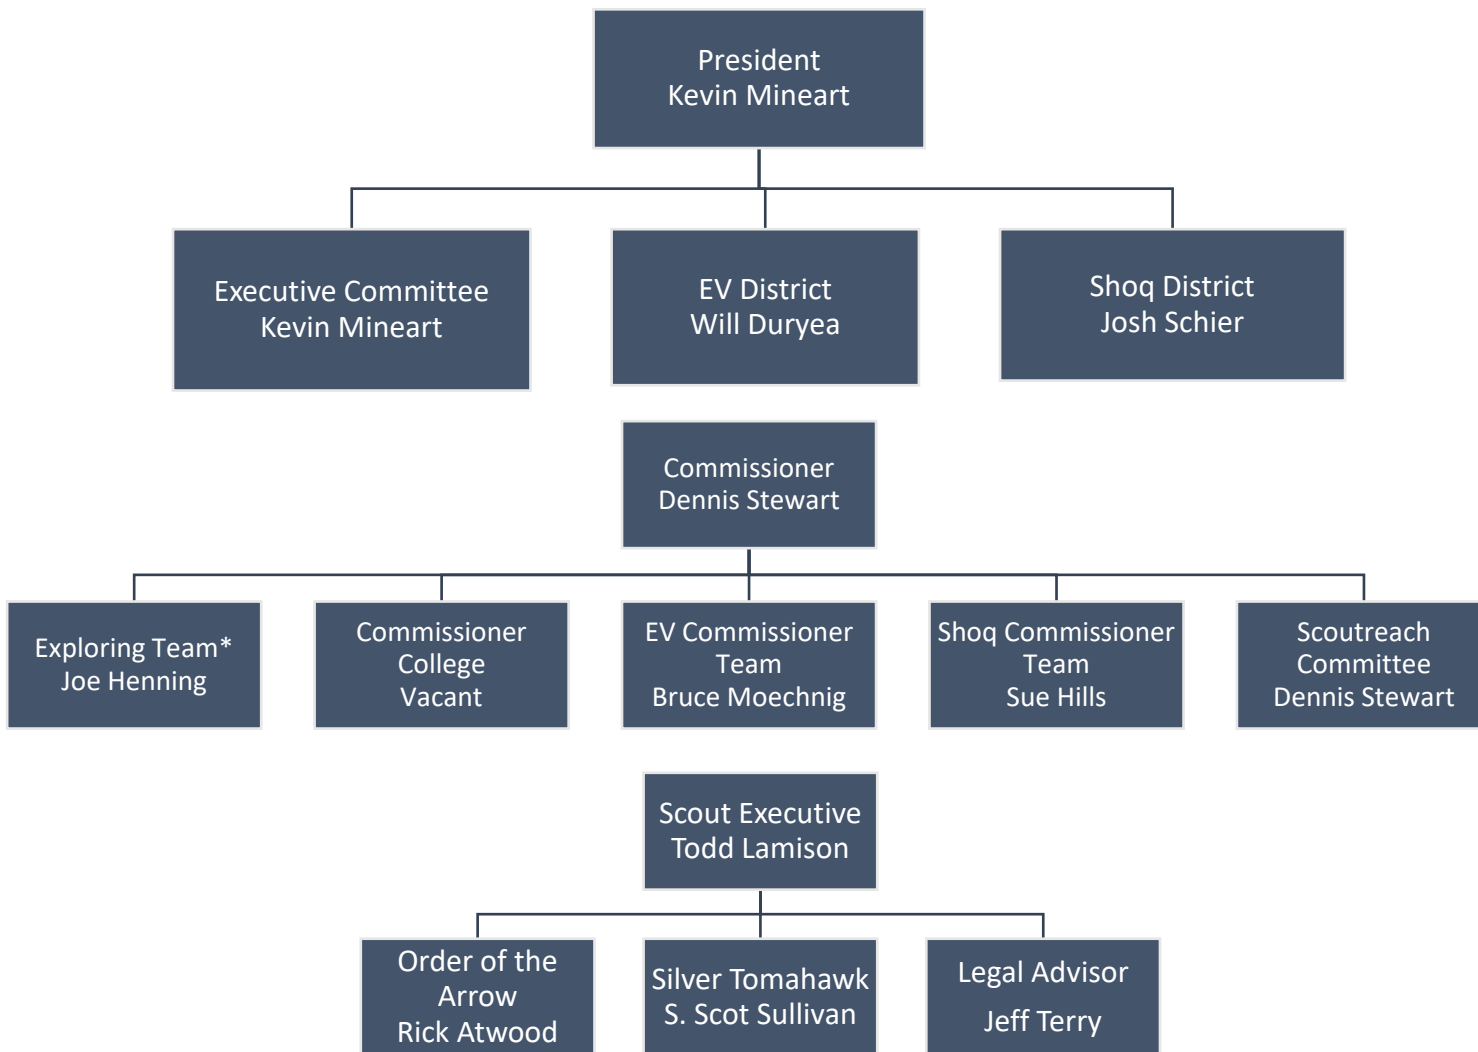 President
Kevin Mineart
Executive Committee
Kevin Mineart
EV District
Will Duryea
Shoq District
Josh Schier
Commissioner
Dennis Stewart
Exploring Team*
Joe Henning
Commissioner
College
Vacant
EV Commissioner
Team
Bruce Moechnig
Shoq Commissioner
Team
Sue Hills
Scoutreach
Committee
Dennis Stewart
Scout Executive
Todd Lamison
Order of the
Arrow
Rick Atwood
Silver Tomahawk
S. Scot Sullivan
Legal Advisor
Jeff Terry